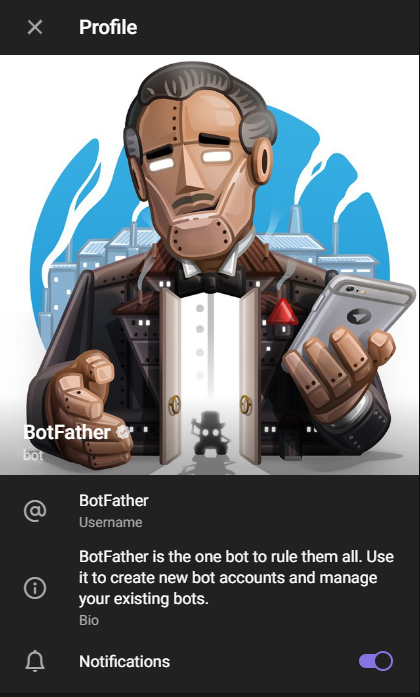 Profile
BotFather
bot
BotFather
Username
BotFather is the one bot to rule them all. Use
it to create new bot accounts and manage
your existing bots.
Bio
Notifications